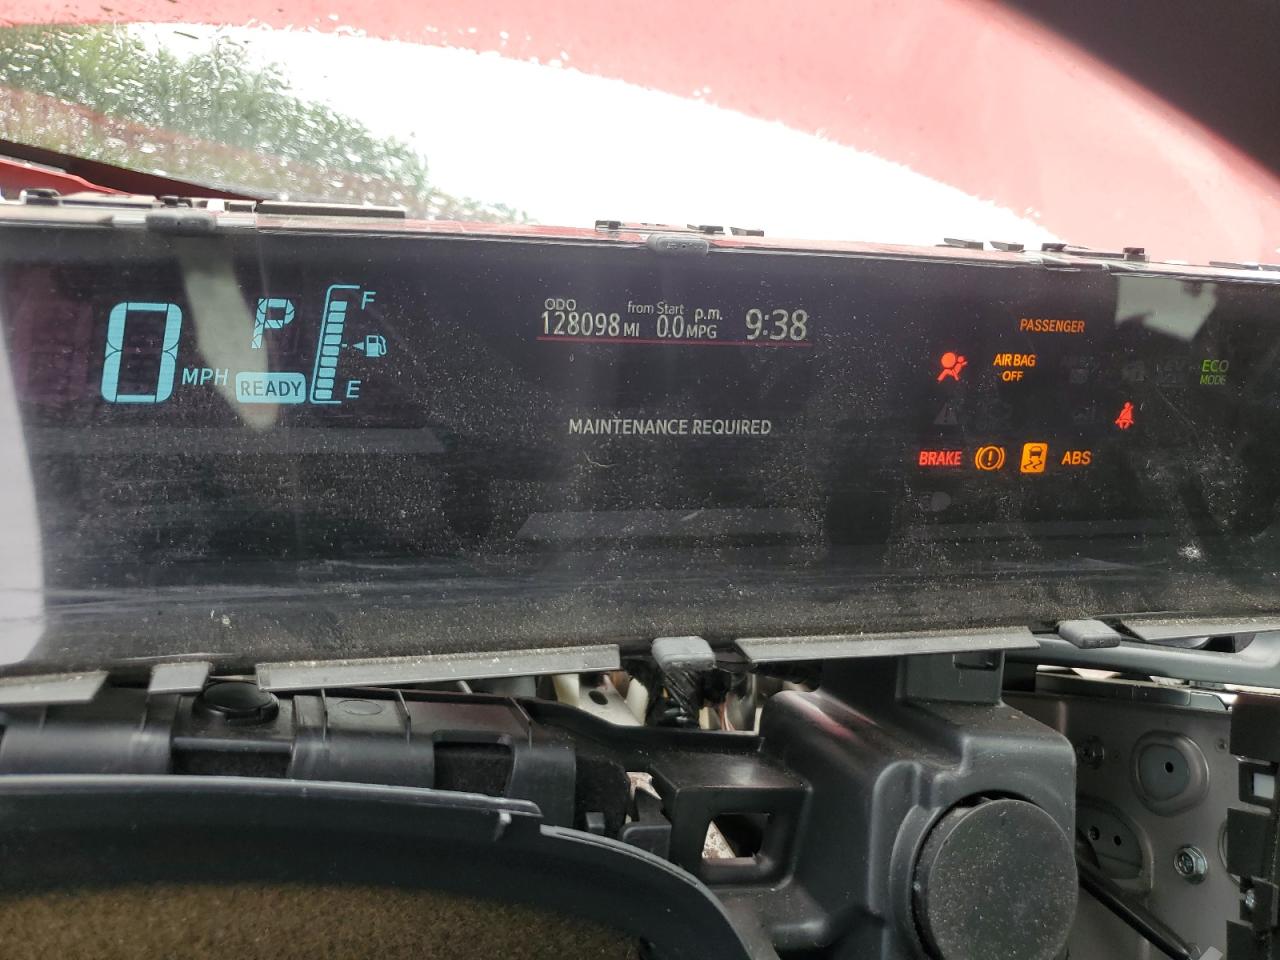 0 MPH
P
READY
F
E
ODO from Start p.m.
128098 MI 0.0 MPG 9:38
MAINTENANCE REQUIRED
PASSENGER
AIR BAG
OFF
ECO
MODE
BRAKE ABS